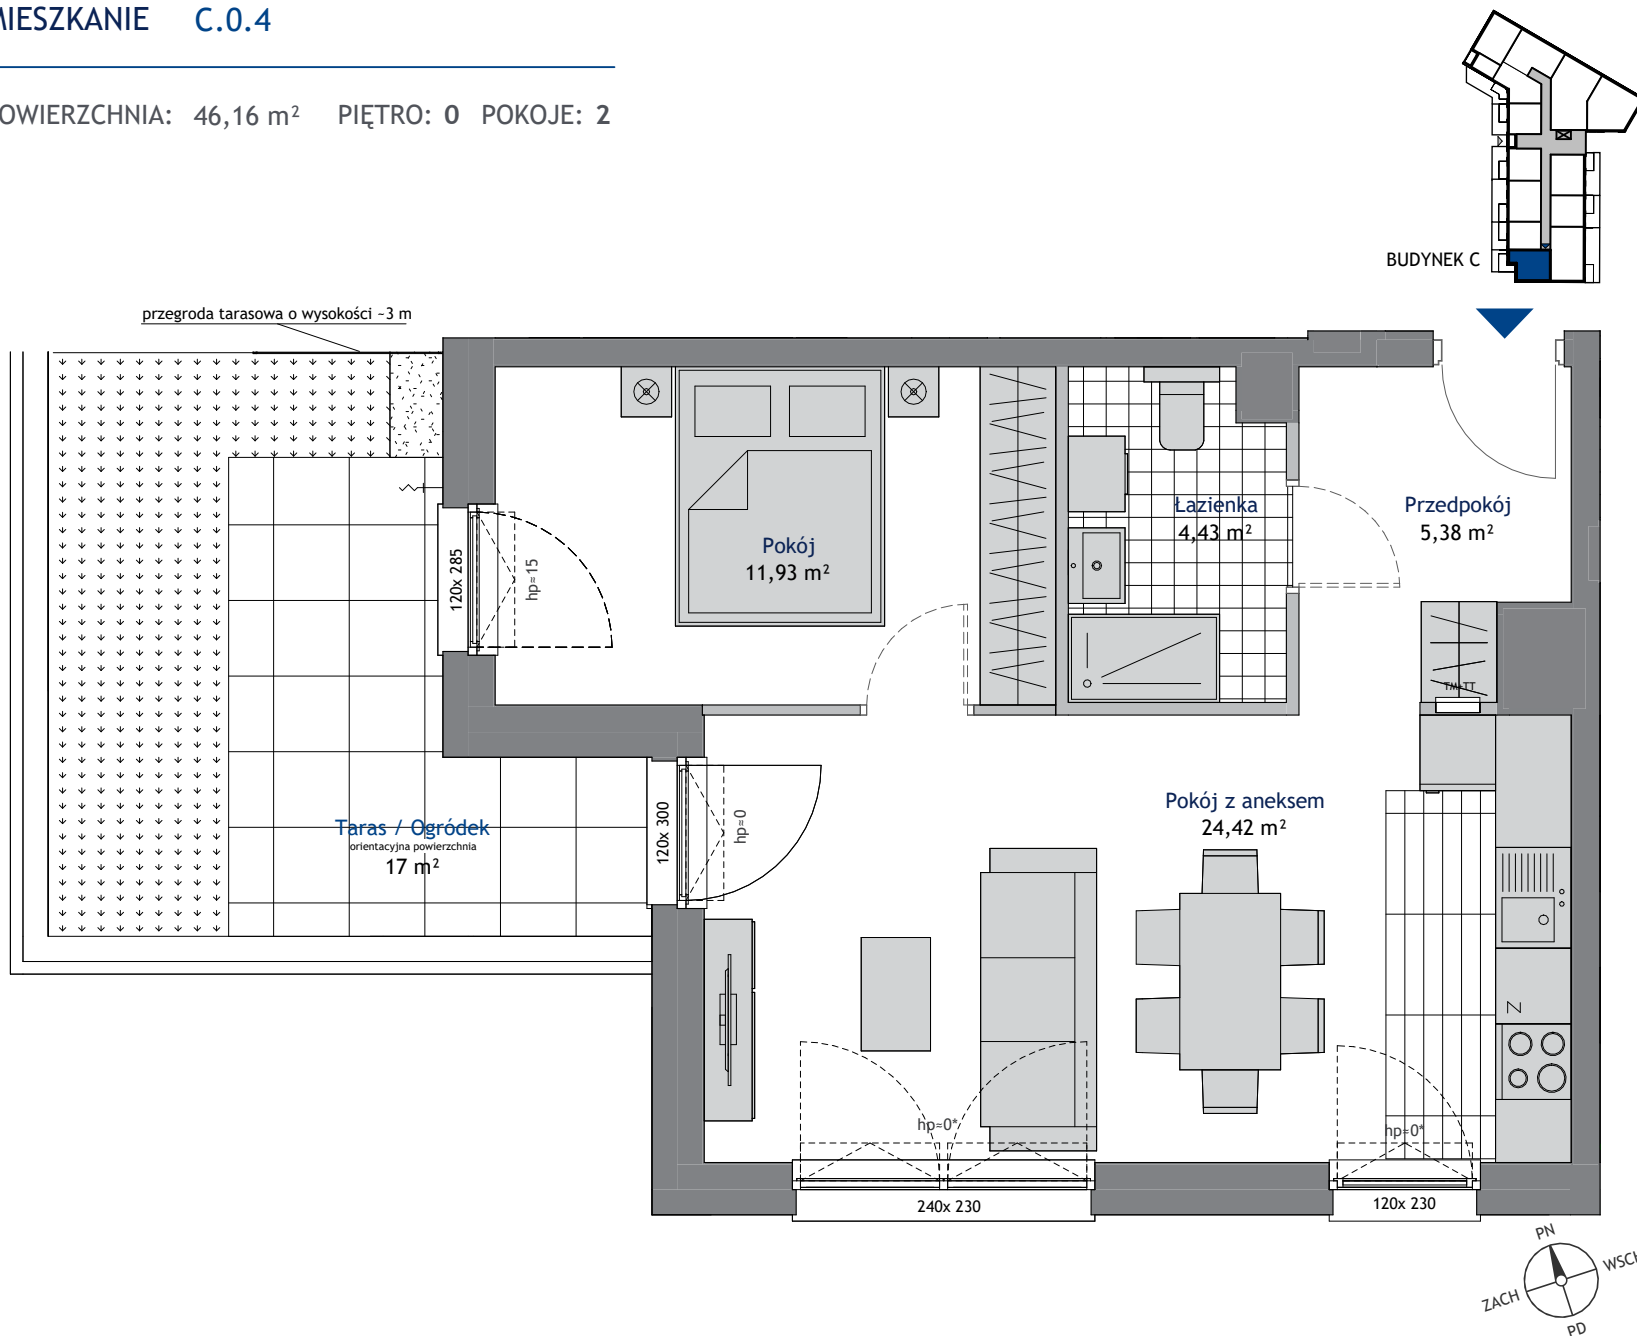 MIESZKANIE C.0.4
OWIERZCHNIA: 46,16 m² PIĘTRO: 0 POKOJE: 2
BUDYNEK C
przegroda tarasowa o wysokości ~3 m
Pokój
11,93 m²
Łazienka
4,43 m²
Przedpokój
5,38 m²
120x 285
hp≈15
TM+TT
Pokój z aneksem
24,42 m²
Taras / Ogródek
orientacyjna powierzchnia
17 m²
120x 300
hp≈0
Z
hp≈0*
hp≈0*
240x 230
120x 230
PN
WSCH
ZACH
PD